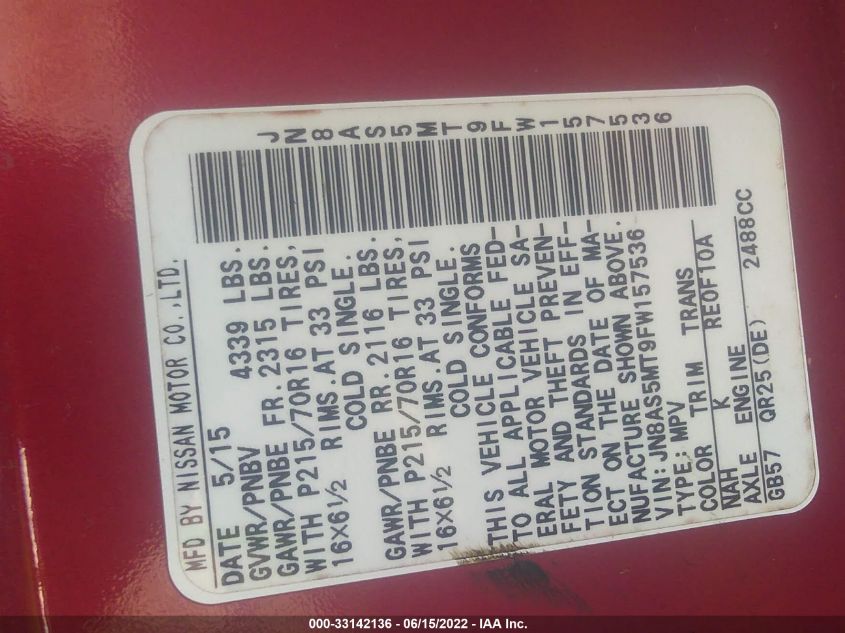 MFD BY NISSAN MOTOR CO.,LTD.
DATE 5/15
GVWR/PNBV 4339 LBS.
GAWR/PNBE FR.2315 LBS.
WITH P215/70R16 TIRES,
16X6½ RIMS.AT 33 PSI
COLD SINGLE.
GAWR/PNBE RR.2116 LBS.
WITH P215/70R16 TIRES,
16X6½ RIMS.AT 33 PSI
COLD SINGLE.
THIS VEHICLE CONFORMS
TO ALL APPLICABLE FED-
ERAL MOTOR VEHICLE SA-
FETY AND THEFT PREVEN-
TION STANDARDS IN EFF-
ECT ON THE DATE OF MA-
NUFACTURE SHOWN ABOVE.
VIN: JN8AS5MT9FW157536
TYPE: MPV
COLOR TRIM TRANS
NAH K RE0F10A
AXLE ENGINE
GB57 QR25(DE) 2488CC
JN8AS5MT9FW157536
000-33142136 - 06/15/2022 - IAA Inc.